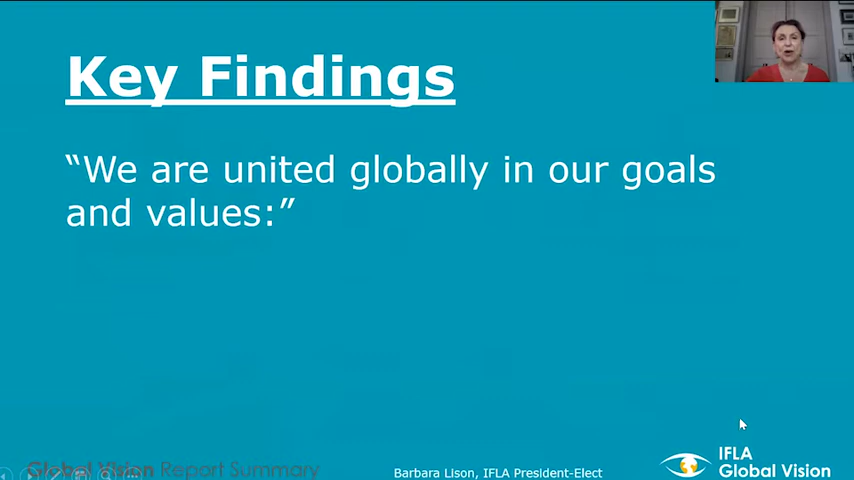 Key Findings
“We are united globally in our goals
and values:”
Global Vision Report Summary
Barbara Lison, IFLA President-Elect
IFLA
Global Vision